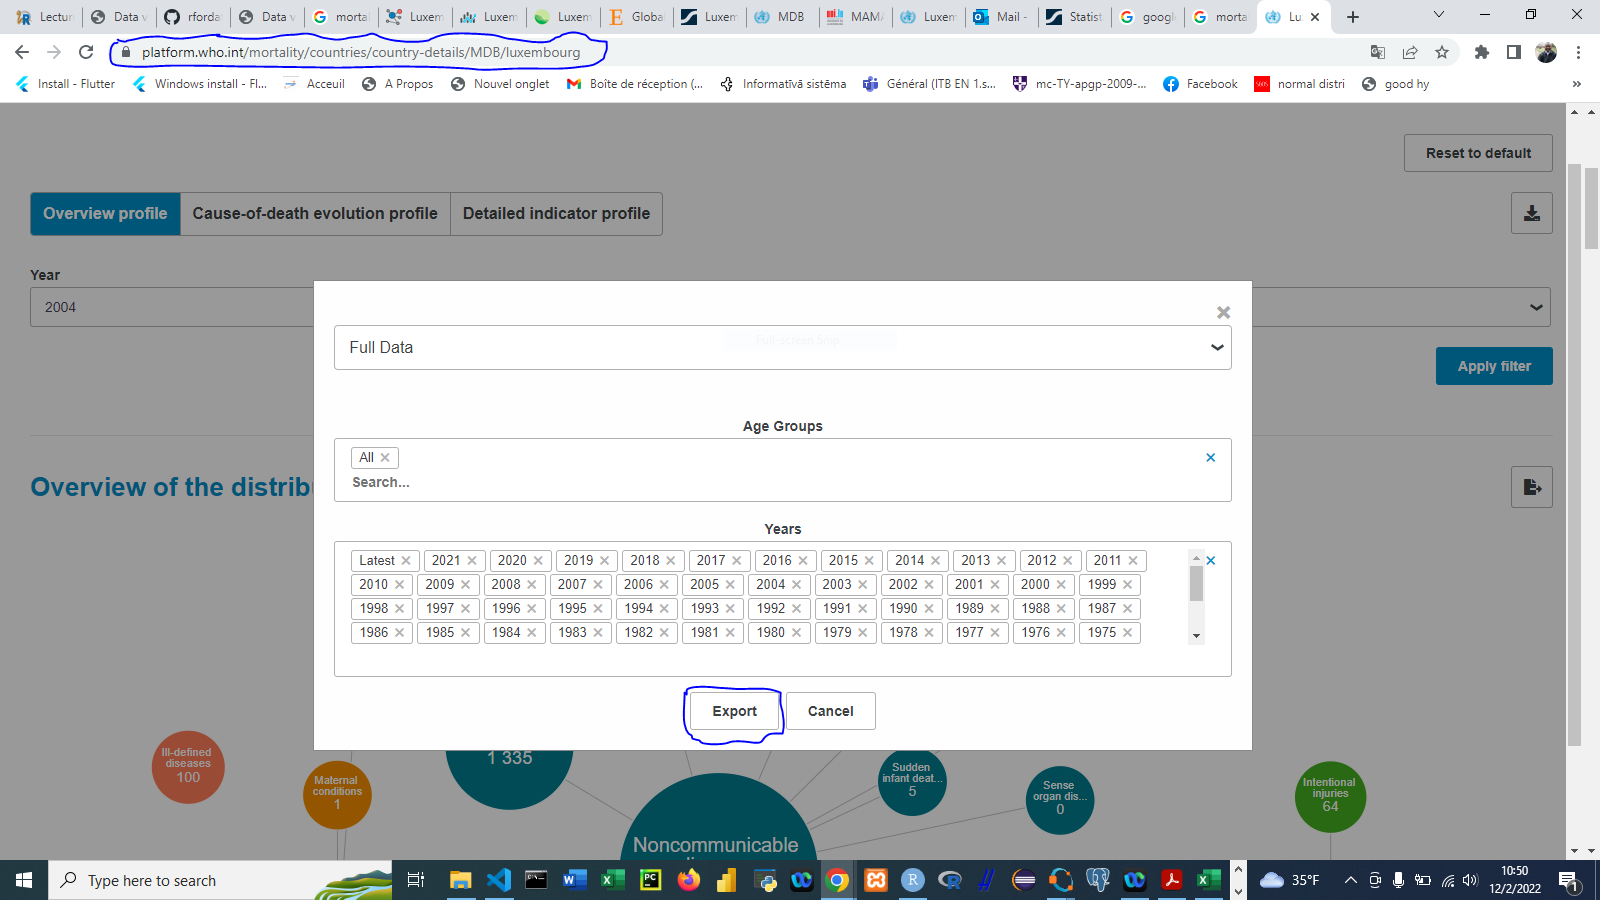 Lectur
Data v
rforda
Data v
mortal
Luxem
Luxem
Luxem
Global
Luxem
MDB
MAMA
Luxem
Mail -
Statist
google
morta
Lu
platform.who.int/mortality/countries/country-details/MDB/luxembourg
Install - Flutter
Windows install - Fl...
Acceuil
A Propos
Nouvel onglet
Boîte de réception (...
Informatīvā sistēma
Général (ITB EN 1.s...
mc-TY-apgp-2009-...
Facebook
normal distri
good hy
»
Reset to default
Overview profile
Cause-of-death evolution profile
Detailed indicator profile
Year
2004
Apply filter
Full Data
Age Groups
All
Search...
Years
Latest 2021 2020 2019 2018 2017 2016 2015 2014 2013 2012 2011
2010 2009 2008 2007 2006 2005 2004 2003 2002 2001 2000 1999
1998 1997 1996 1995 1994 1993 1992 1991 1990 1989 1988 1987
1986 1985 1984 1983 1982 1981 1980 1979 1978 1977 1976 1975
Export
Cancel
Overview of the distribu
Ill-defined
diseases
100
Maternal
conditions
1
1 335
Noncommunicable
Sudden
infant deat...
5
Sense
organ dis...
0
Intentional
injuries
64
Type here to search
35°F
10:50
12/2/2022
1